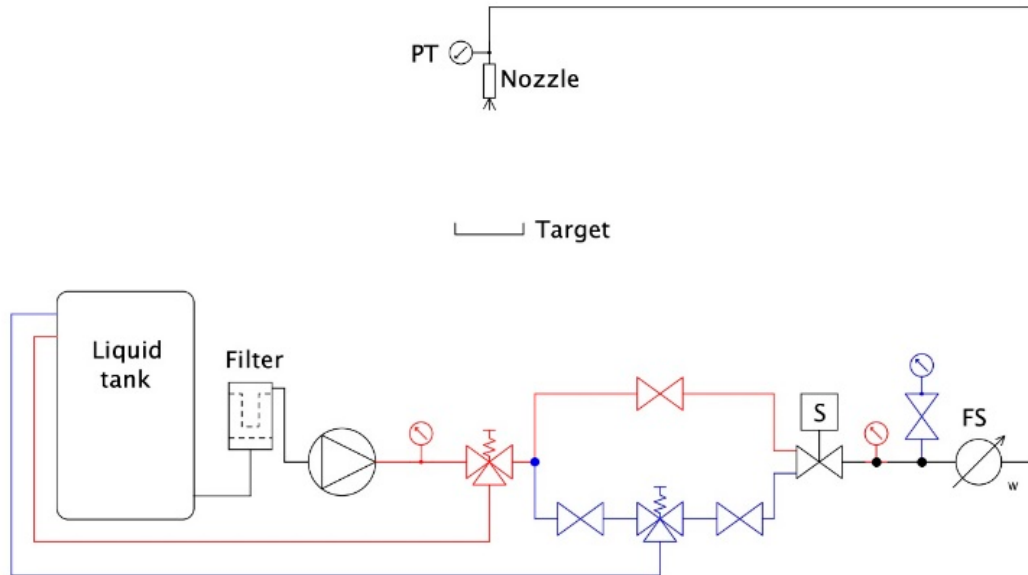 PT
Nozzle
Target
Liquid
tank
Filter
S
FS
w